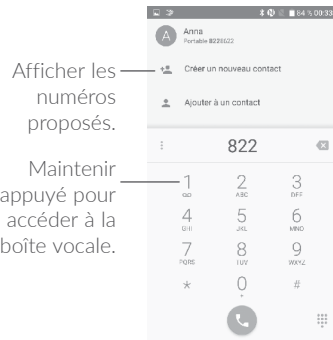 64 % 00:33
A
Anna
Portable 8228622
Créer un nouveau contact
Ajouter à un contact
Afficher les
numéros
proposés.
822
Maintenir
appuyé pour
accéder à la
boîte vocale.
1
2
ABC
3
DEF
4
GHI
5
JKL
6
MNO
7
PQRS
8
TUV
9
WXYZ
*
0
+
#